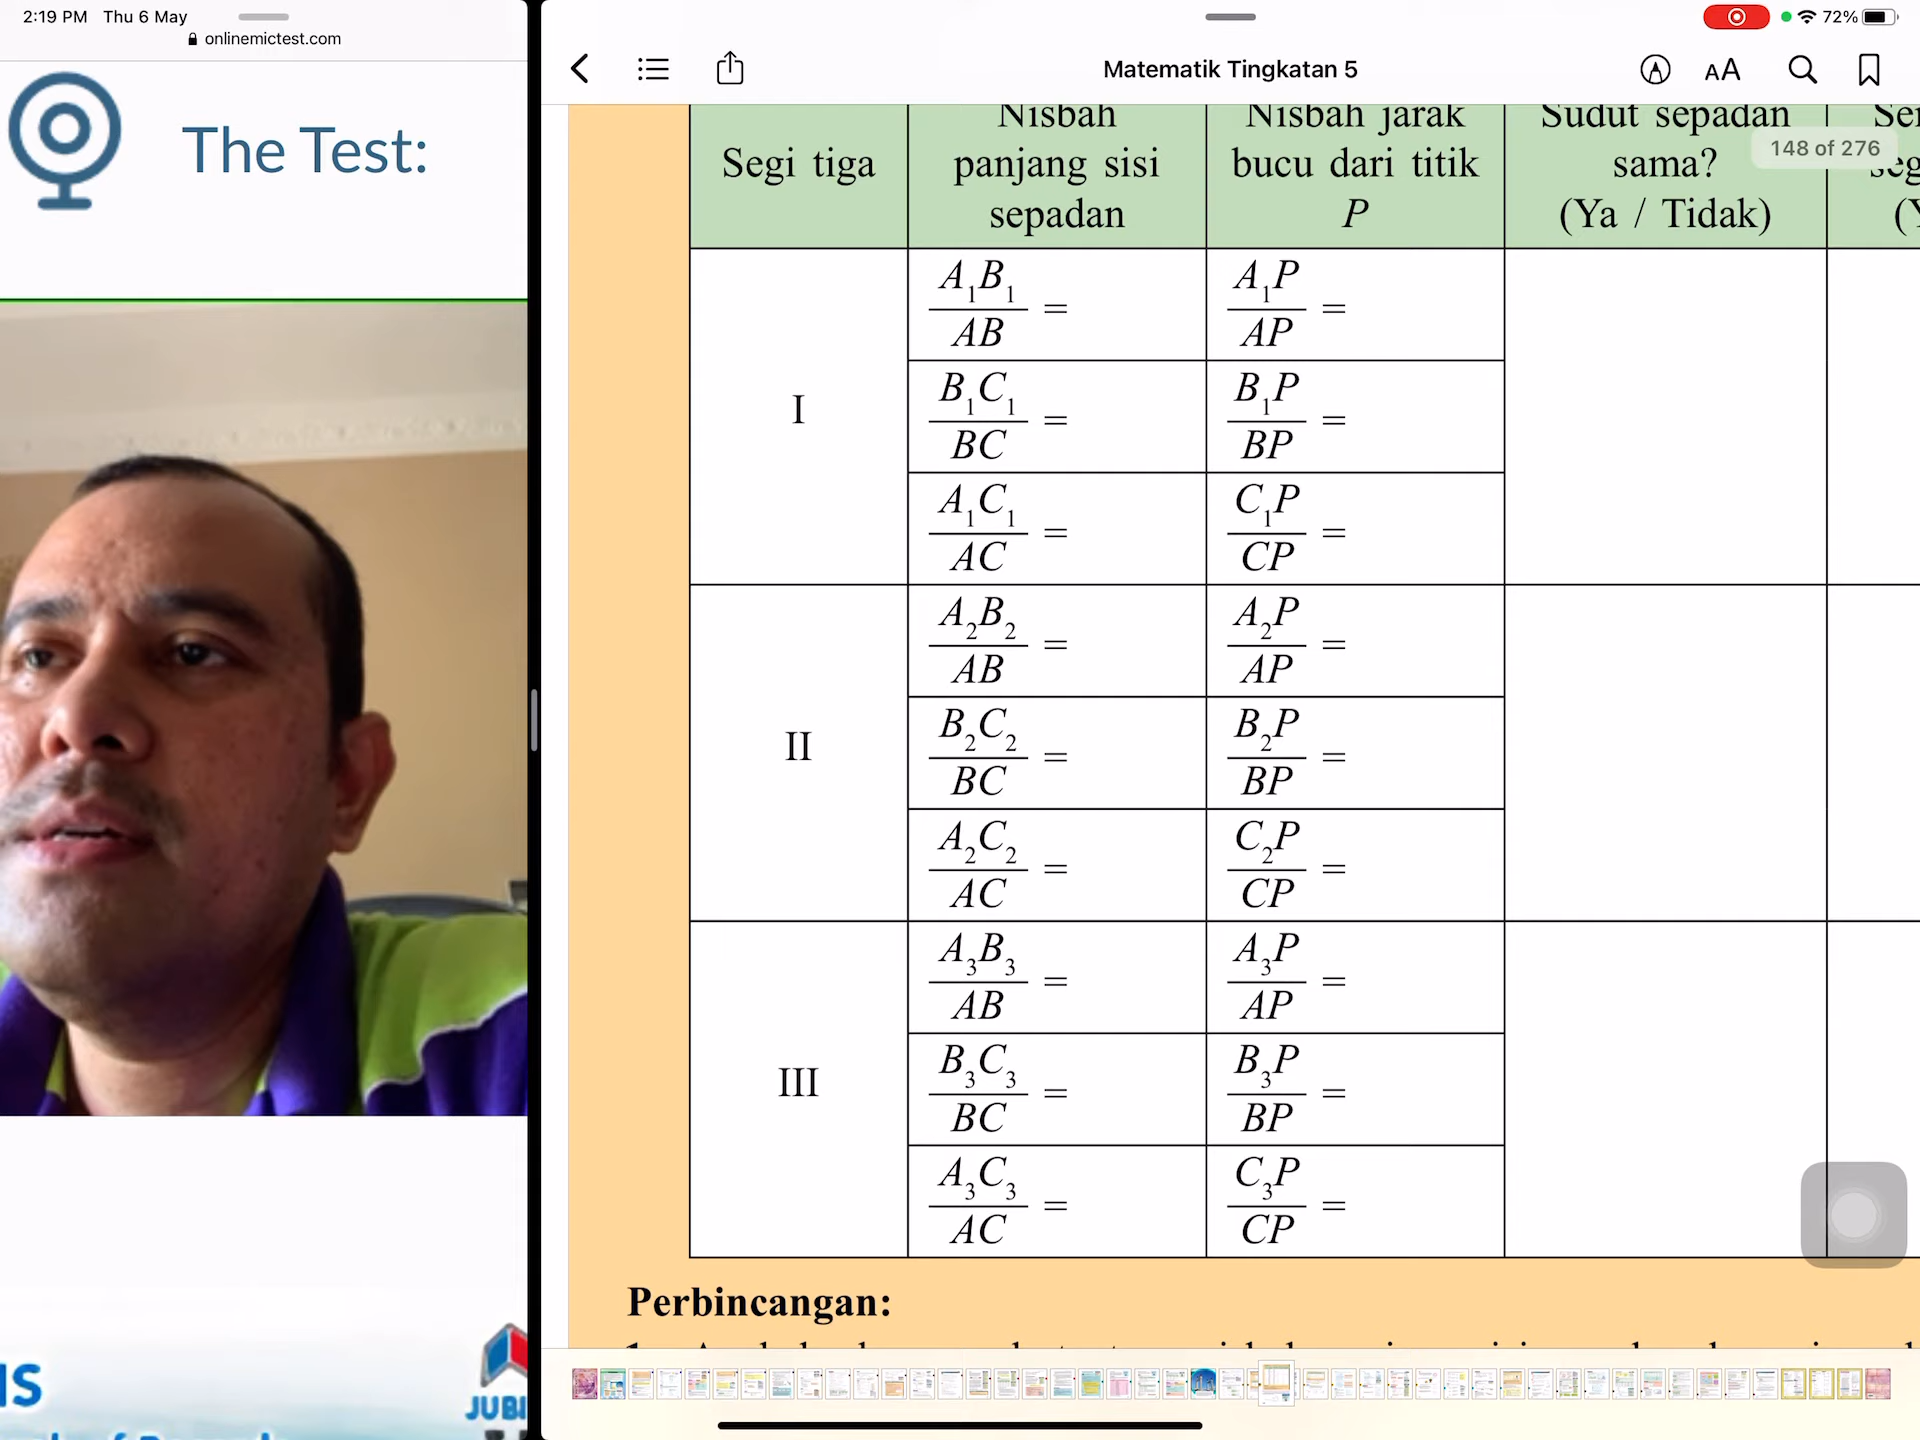 2:19 PM Thu 6 May
onlinemictest.com
The Test:
72%
Matematik Tingkatan 5
148 of 276
Segi tiga
Nisbah
panjang sisi
sepadan
Nisbah jarak
bucu dari titik
P
Sudut sepadan
sama?
(Ya / Tidak)
I
A₁B₁/AB =
A₁P/AP =
B₁C₁/BC =
B₁P/BP =
A₁C₁/AC =
C₁P/CP =
II
A₂B₂/AB =
A₂P/AP =
B₂C₂/BC =
B₂P/BP =
A₂C₂/AC =
C₂P/CP =
III
A₃B₃/AB =
A₃P/AP =
B₃C₃/BC =
B₃P/BP =
A₃C₃/AC =
C₃P/CP =
Perbincangan: